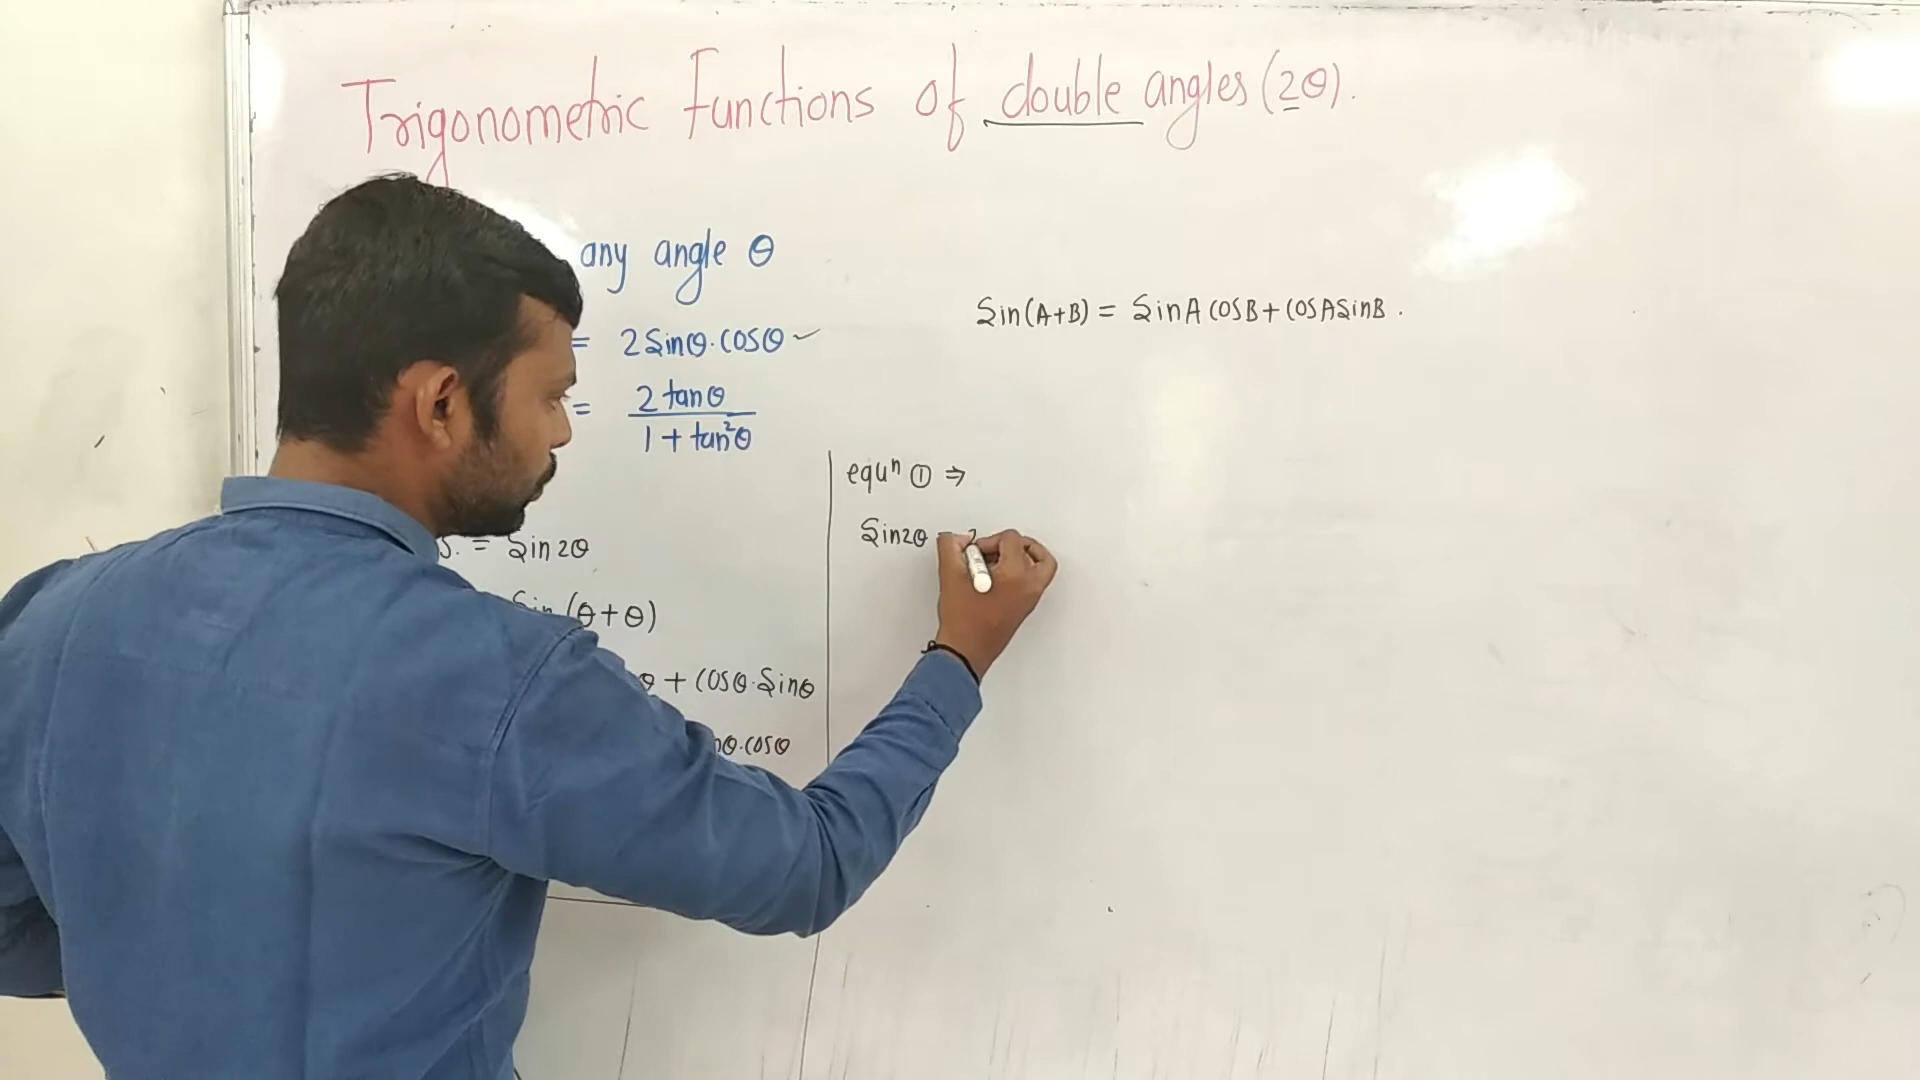 Trigonometric Functions of double angles (2θ).
any angle θ
Sin(A+B) = SinA COSB + COSA SinB .
= 2 Sinθ . COSθ
= 2 tanθ / 1 + tan²θ
equⁿ ① ⇒
Sin2θ = 2
S. = Sin 2θ
Sin (θ + θ)
θ + COSθ . Sinθ
θ . COSθ